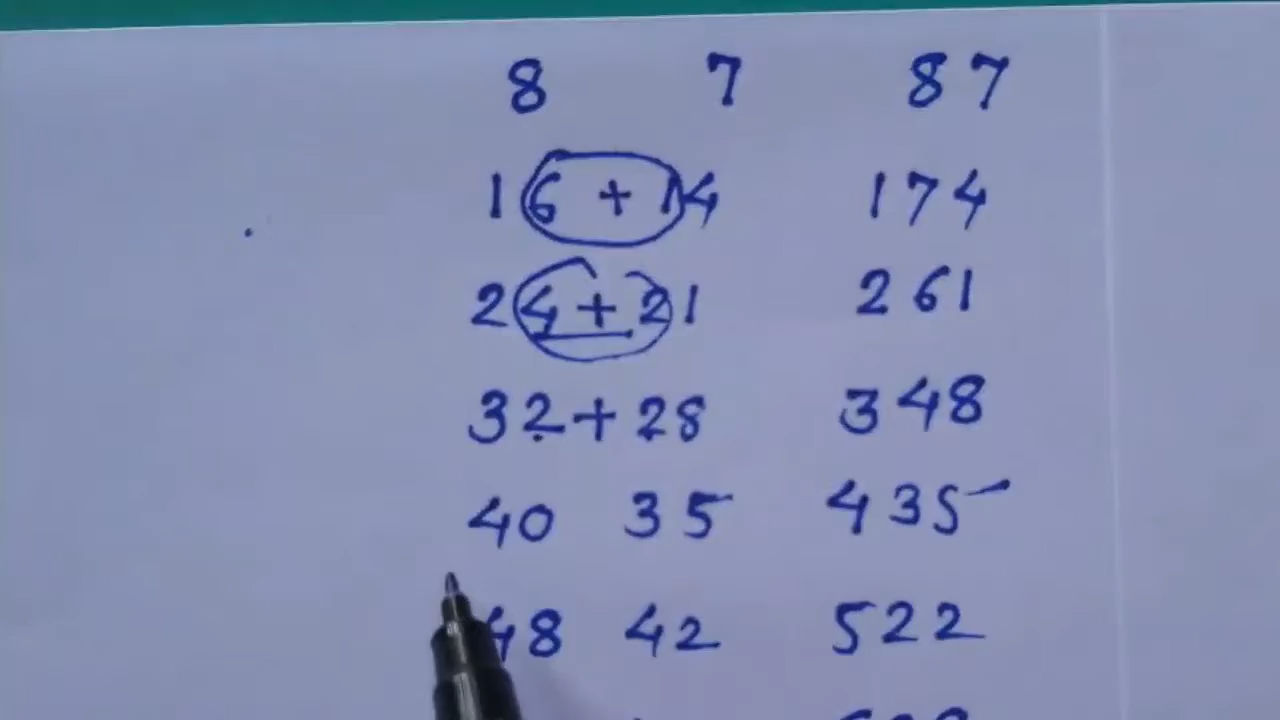 8 7 87
16 + 14 174
24 + 21 261
32 + 28 348
40 35 435
48 42 522